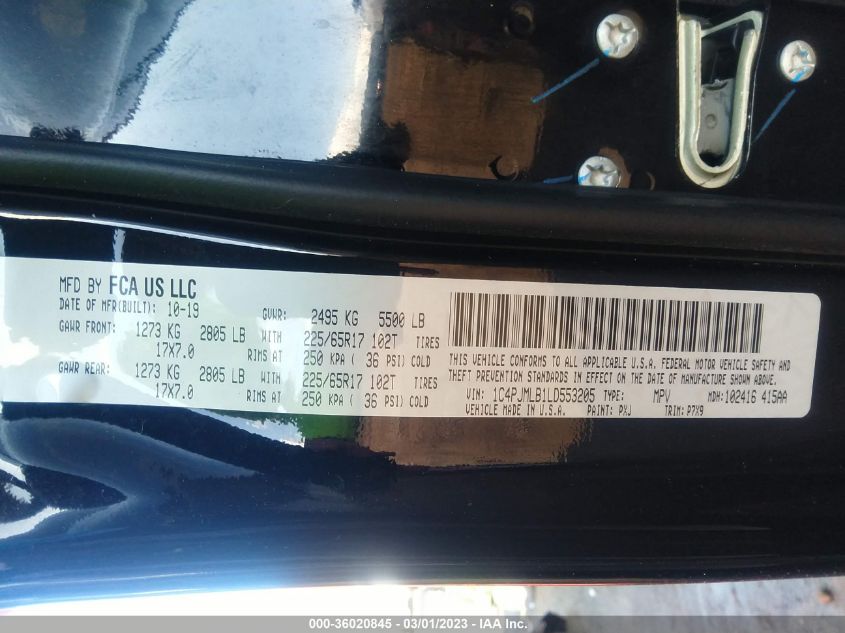 MFD BY FCA US LLC
DATE OF MFR(BUILT): 10-19 GVWR: 2495 KG 5500 LB
GAWR FRONT: 1273 KG 2805 LB WITH 225/65R17 102T TIRES
17X7.0 RIMS AT 250 KPA ( 36 PSI) COLD
GAWR REAR: 1273 KG 2805 LB WITH 225/65R17 102T TIRES
17X7.0 RIMS AT 250 KPA ( 36 PSI) COLD
THIS VEHICLE CONFORMS TO ALL APPLICABLE U.S.A. FEDERAL MOTOR VEHICLE SAFETY AND
THEFT PREVENTION STANDARDS IN EFFECT ON THE DATE OF MANUFACTURE SHOWN ABOVE.
VIN: 1C4PJMLB1LD553205 TYPE: MPV MDH: 102416 415AA
VEHICLE MADE IN U.S.A. PAINT: PXJ TRIM: P7X9
000-36020845 - 03/01/2023 - IAA Inc.